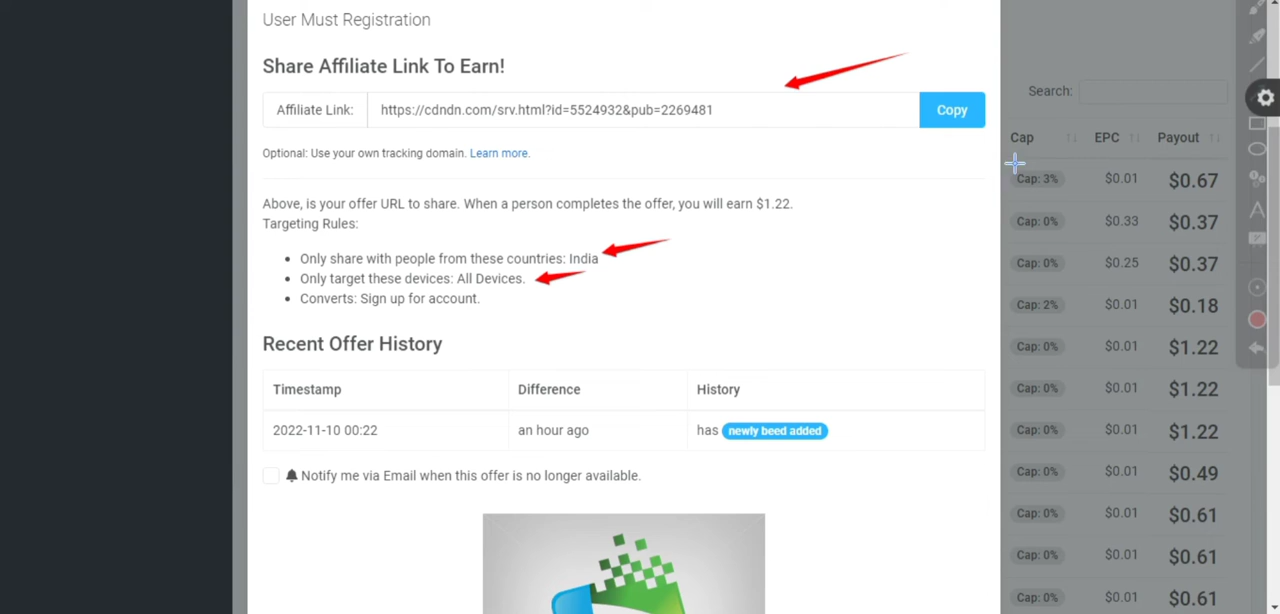 User Must Registration
Share Affiliate Link To Earn!
Affiliate Link: https://cdndn.com/srv.html?id=5524932&pub=2269481 Copy
Optional: Use your own tracking domain. Learn more.
Above, is your offer URL to share. When a person completes the offer, you will earn $1.22.
Targeting Rules:
• Only share with people from these countries: India
• Only target these devices: All Devices.
• Converts: Sign up for account.
Recent Offer History
Timestamp Difference History
2022-11-10 00:22 an hour ago has newly beed added
Notify me via Email when this offer is no longer available.
Search:
Cap EPC Payout
Cap: 3% $0.01 $0.67
Cap: 0% $0.33 $0.37
Cap: 0% $0.25 $0.37
Cap: 2% $0.01 $0.18
Cap: 0% $0.01 $1.22
Cap: 0% $0.01 $1.22
Cap: 0% $0.01 $1.22
Cap: 0% $0.01 $0.49
Cap: 0% $0.01 $0.61
Cap: 0% $0.01 $0.61
Cap: 0% $0.01 $0.61